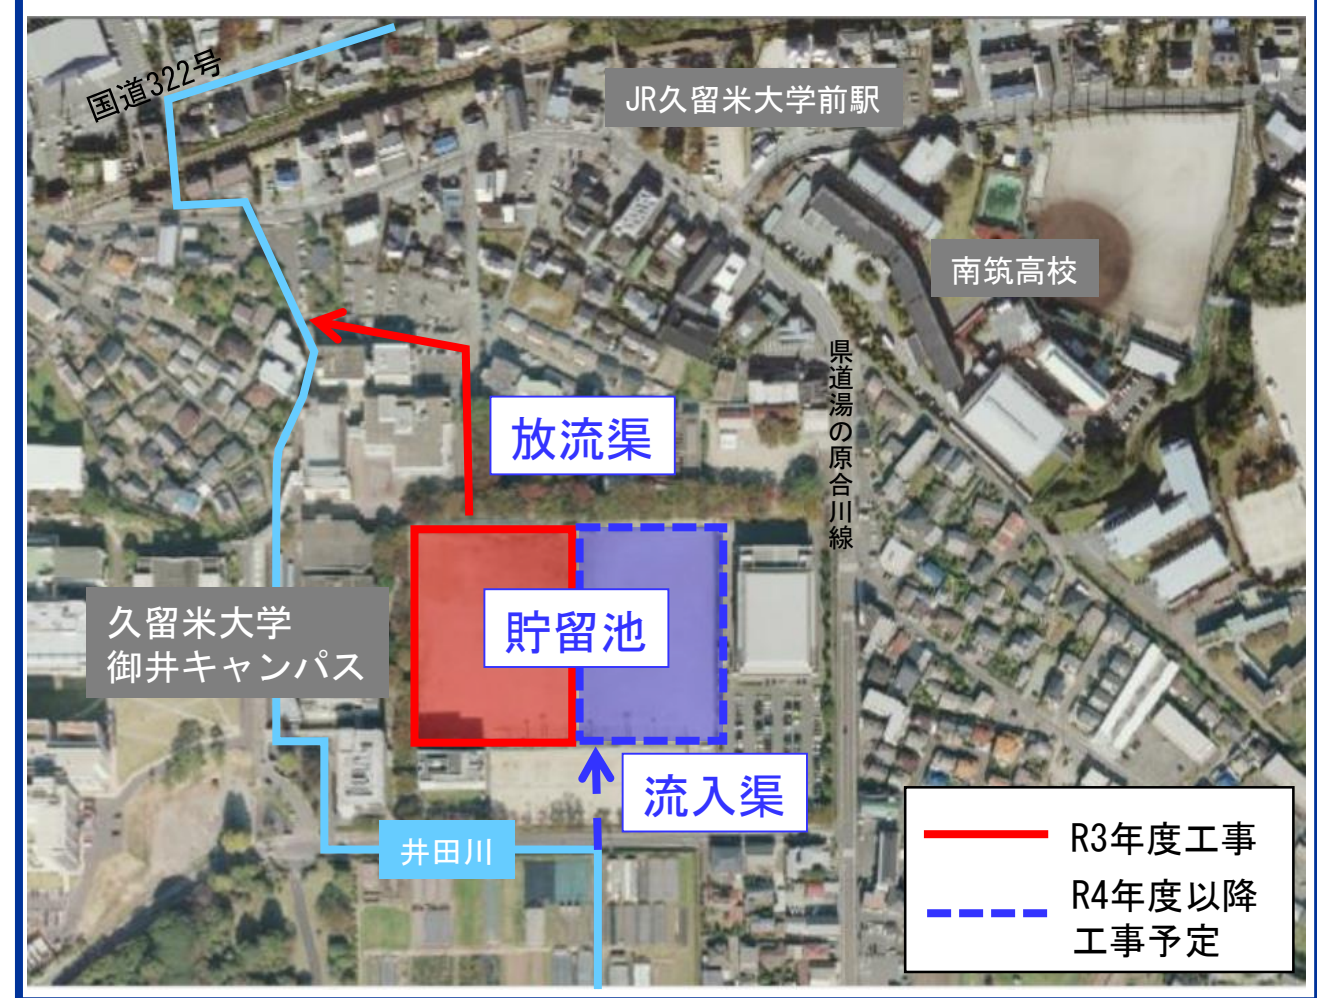 国道322号
JR久留米大学前駅
南筑高校
県道湯の原合川線
放流渠
貯留池
久留米大学
御井キャンパス
流入渠
井田川
R3年度工事
R4年度以降
工事予定